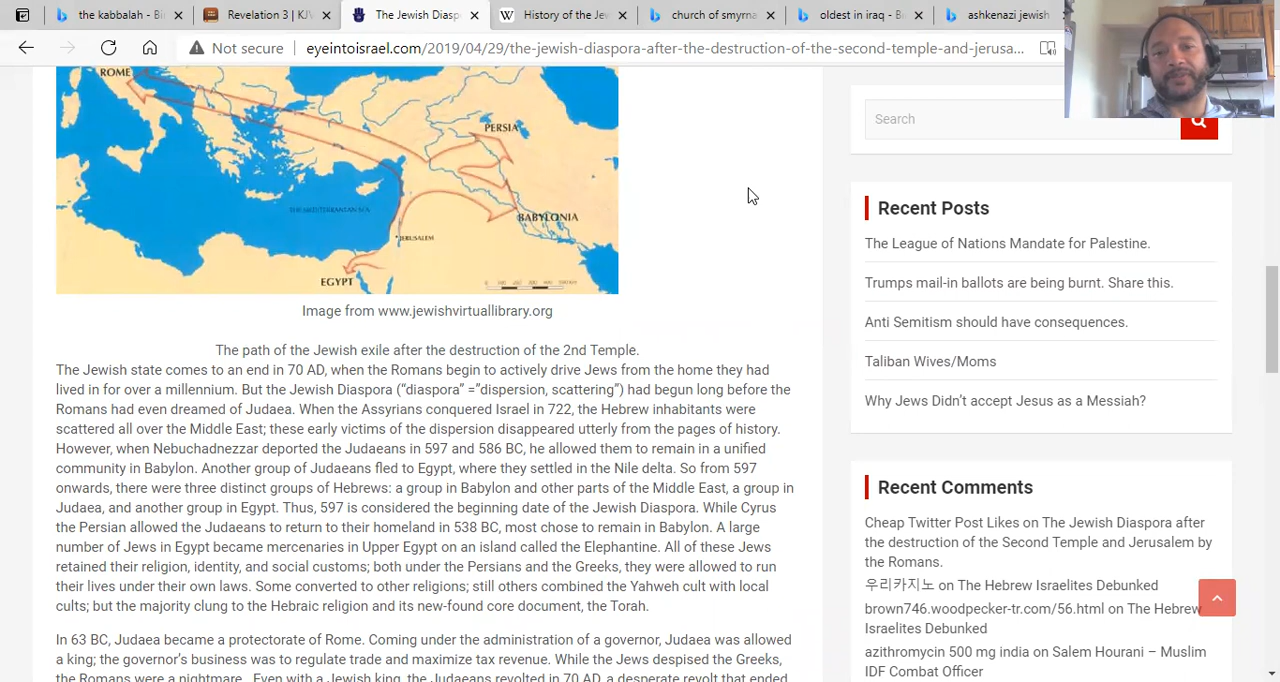 the kabbalah - Bi
Revelation 3 | KJV
The Jewish Diasp
History of the Je
church of smyrna
oldest in iraq - B
ashkenazi jewish
Not secure
eyeintoisrael.com/2019/04/29/the-jewish-diaspora-after-the-destruction-of-the-second-temple-and-jerusa...
ROME
PERSIA
THE MEDITERRANEAN SEA
BABYLONIA
JERUSALEM
EGYPT
Image from www.jewishvirtuallibrary.org
The path of the Jewish exile after the destruction of the 2nd Temple.
The Jewish state comes to an end in 70 AD, when the Romans begin to actively drive Jews from the home they had
lived in for over a millennium. But the Jewish Diaspora (“diaspora” =”dispersion, scattering”) had begun long before the
Romans had even dreamed of Judaea. When the Assyrians conquered Israel in 722, the Hebrew inhabitants were
scattered all over the Middle East; these early victims of the dispersion disappeared utterly from the pages of history.
However, when Nebuchadnezzar deported the Judaeans in 597 and 586 BC, he allowed them to remain in a unified
community in Babylon. Another group of Judaeans fled to Egypt, where they settled in the Nile delta. So from 597
onwards, there were three distinct groups of Hebrews: a group in Babylon and other parts of the Middle East, a group in
Judaea, and another group in Egypt. Thus, 597 is considered the beginning date of the Jewish Diaspora. While Cyrus
the Persian allowed the Judaeans to return to their homeland in 538 BC, most chose to remain in Babylon. A large
number of Jews in Egypt became mercenaries in Upper Egypt on an island called the Elephantine. All of these Jews
retained their religion, identity, and social customs; both under the Persians and the Greeks, they were allowed to run
their lives under their own laws. Some converted to other religions; still others combined the Yahweh cult with local
cults; but the majority clung to the Hebraic religion and its new-found core document, the Torah.
In 63 BC, Judaea became a protectorate of Rome. Coming under the administration of a governor, Judaea was allowed
a king; the governor’s business was to regulate trade and maximize tax revenue. While the Jews despised the Greeks,
the Romans were a nightmare. Even with a Jewish king, the Judaeans revolted in 70 AD, a desperate revolt that ended
Search
Recent Posts
The League of Nations Mandate for Palestine.
Trumps mail-in ballots are being burnt. Share this.
Anti Semitism should have consequences.
Taliban Wives/Moms
Why Jews Didn’t accept Jesus as a Messiah?
Recent Comments
Cheap Twitter Post Likes on The Jewish Diaspora after
the destruction of the Second Temple and Jerusalem by
the Romans.
우리카지노 on The Hebrew Israelites Debunked
brown746.woodpecker-tr.com/56.html on The Hebrew
Israelites Debunked
azithromycin 500 mg india on Salem Hourani – Muslim
IDF Combat Officer